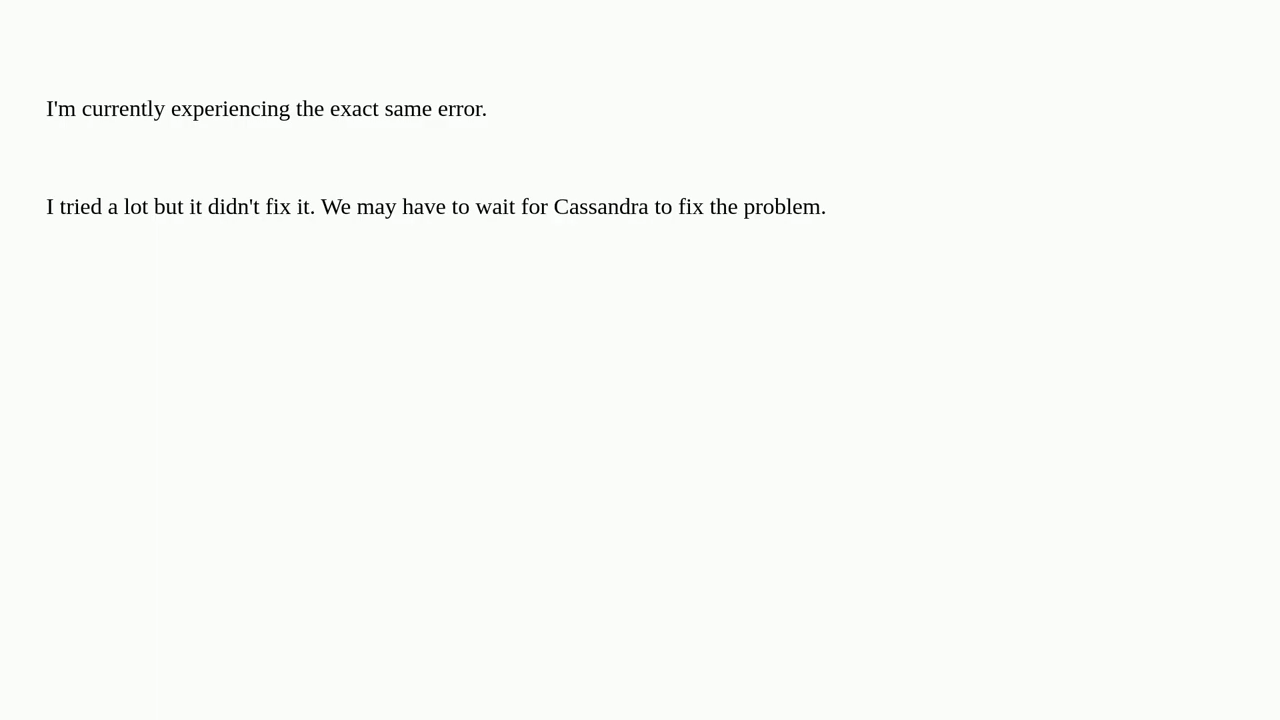 I'm currently experiencing the exact same error.
I tried a lot but it didn't fix it. We may have to wait for Cassandra to fix the problem.